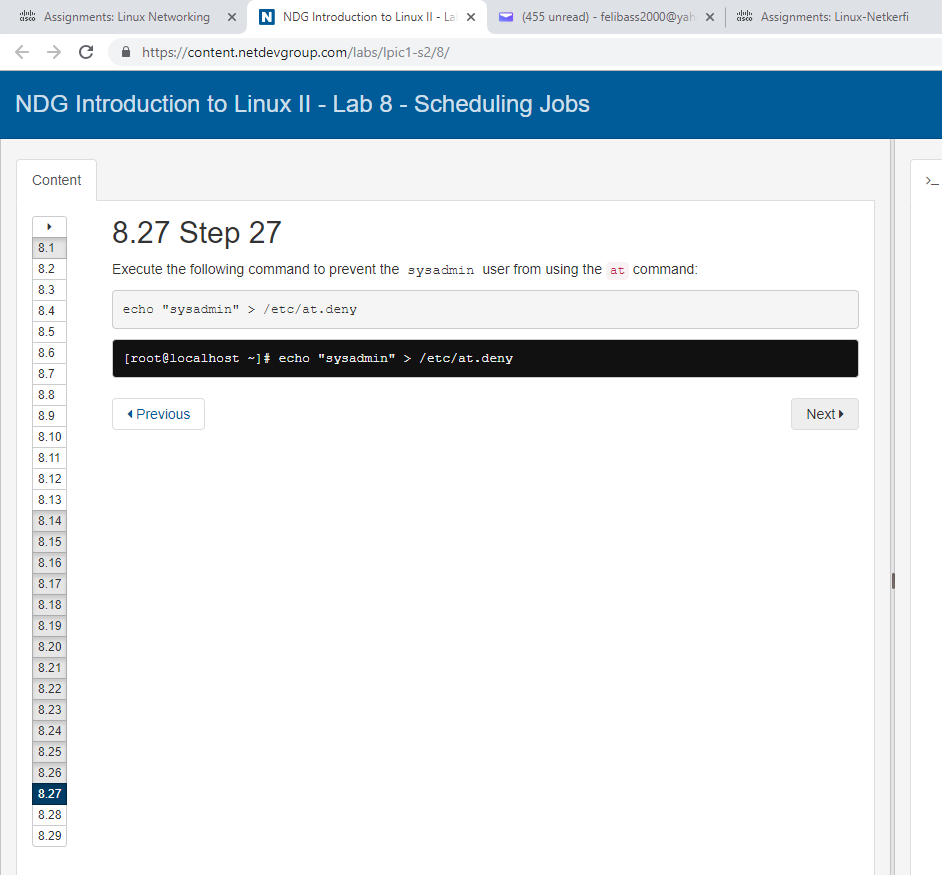 Assignments: Linux Networking
NDG Introduction to Linux II - La
(455 unread) - felibass2000@yah
Assignments: Linux-Netkerfi
https://content.netdevgroup.com/labs/lpic1-s2/8/
NDG Introduction to Linux II - Lab 8 - Scheduling Jobs
Content
>_
8.1
8.2
8.3
8.4
8.5
8.6
8.7
8.8
8.9
8.10
8.11
8.12
8.13
8.14
8.15
8.16
8.17
8.18
8.19
8.20
8.21
8.22
8.23
8.24
8.25
8.26
8.27
8.28
8.29
8.27 Step 27
Execute the following command to prevent the sysadmin user from using the at command:
echo "sysadmin" > /etc/at.deny
[root@localhost ~]# echo "sysadmin" > /etc/at.deny
Previous
Next